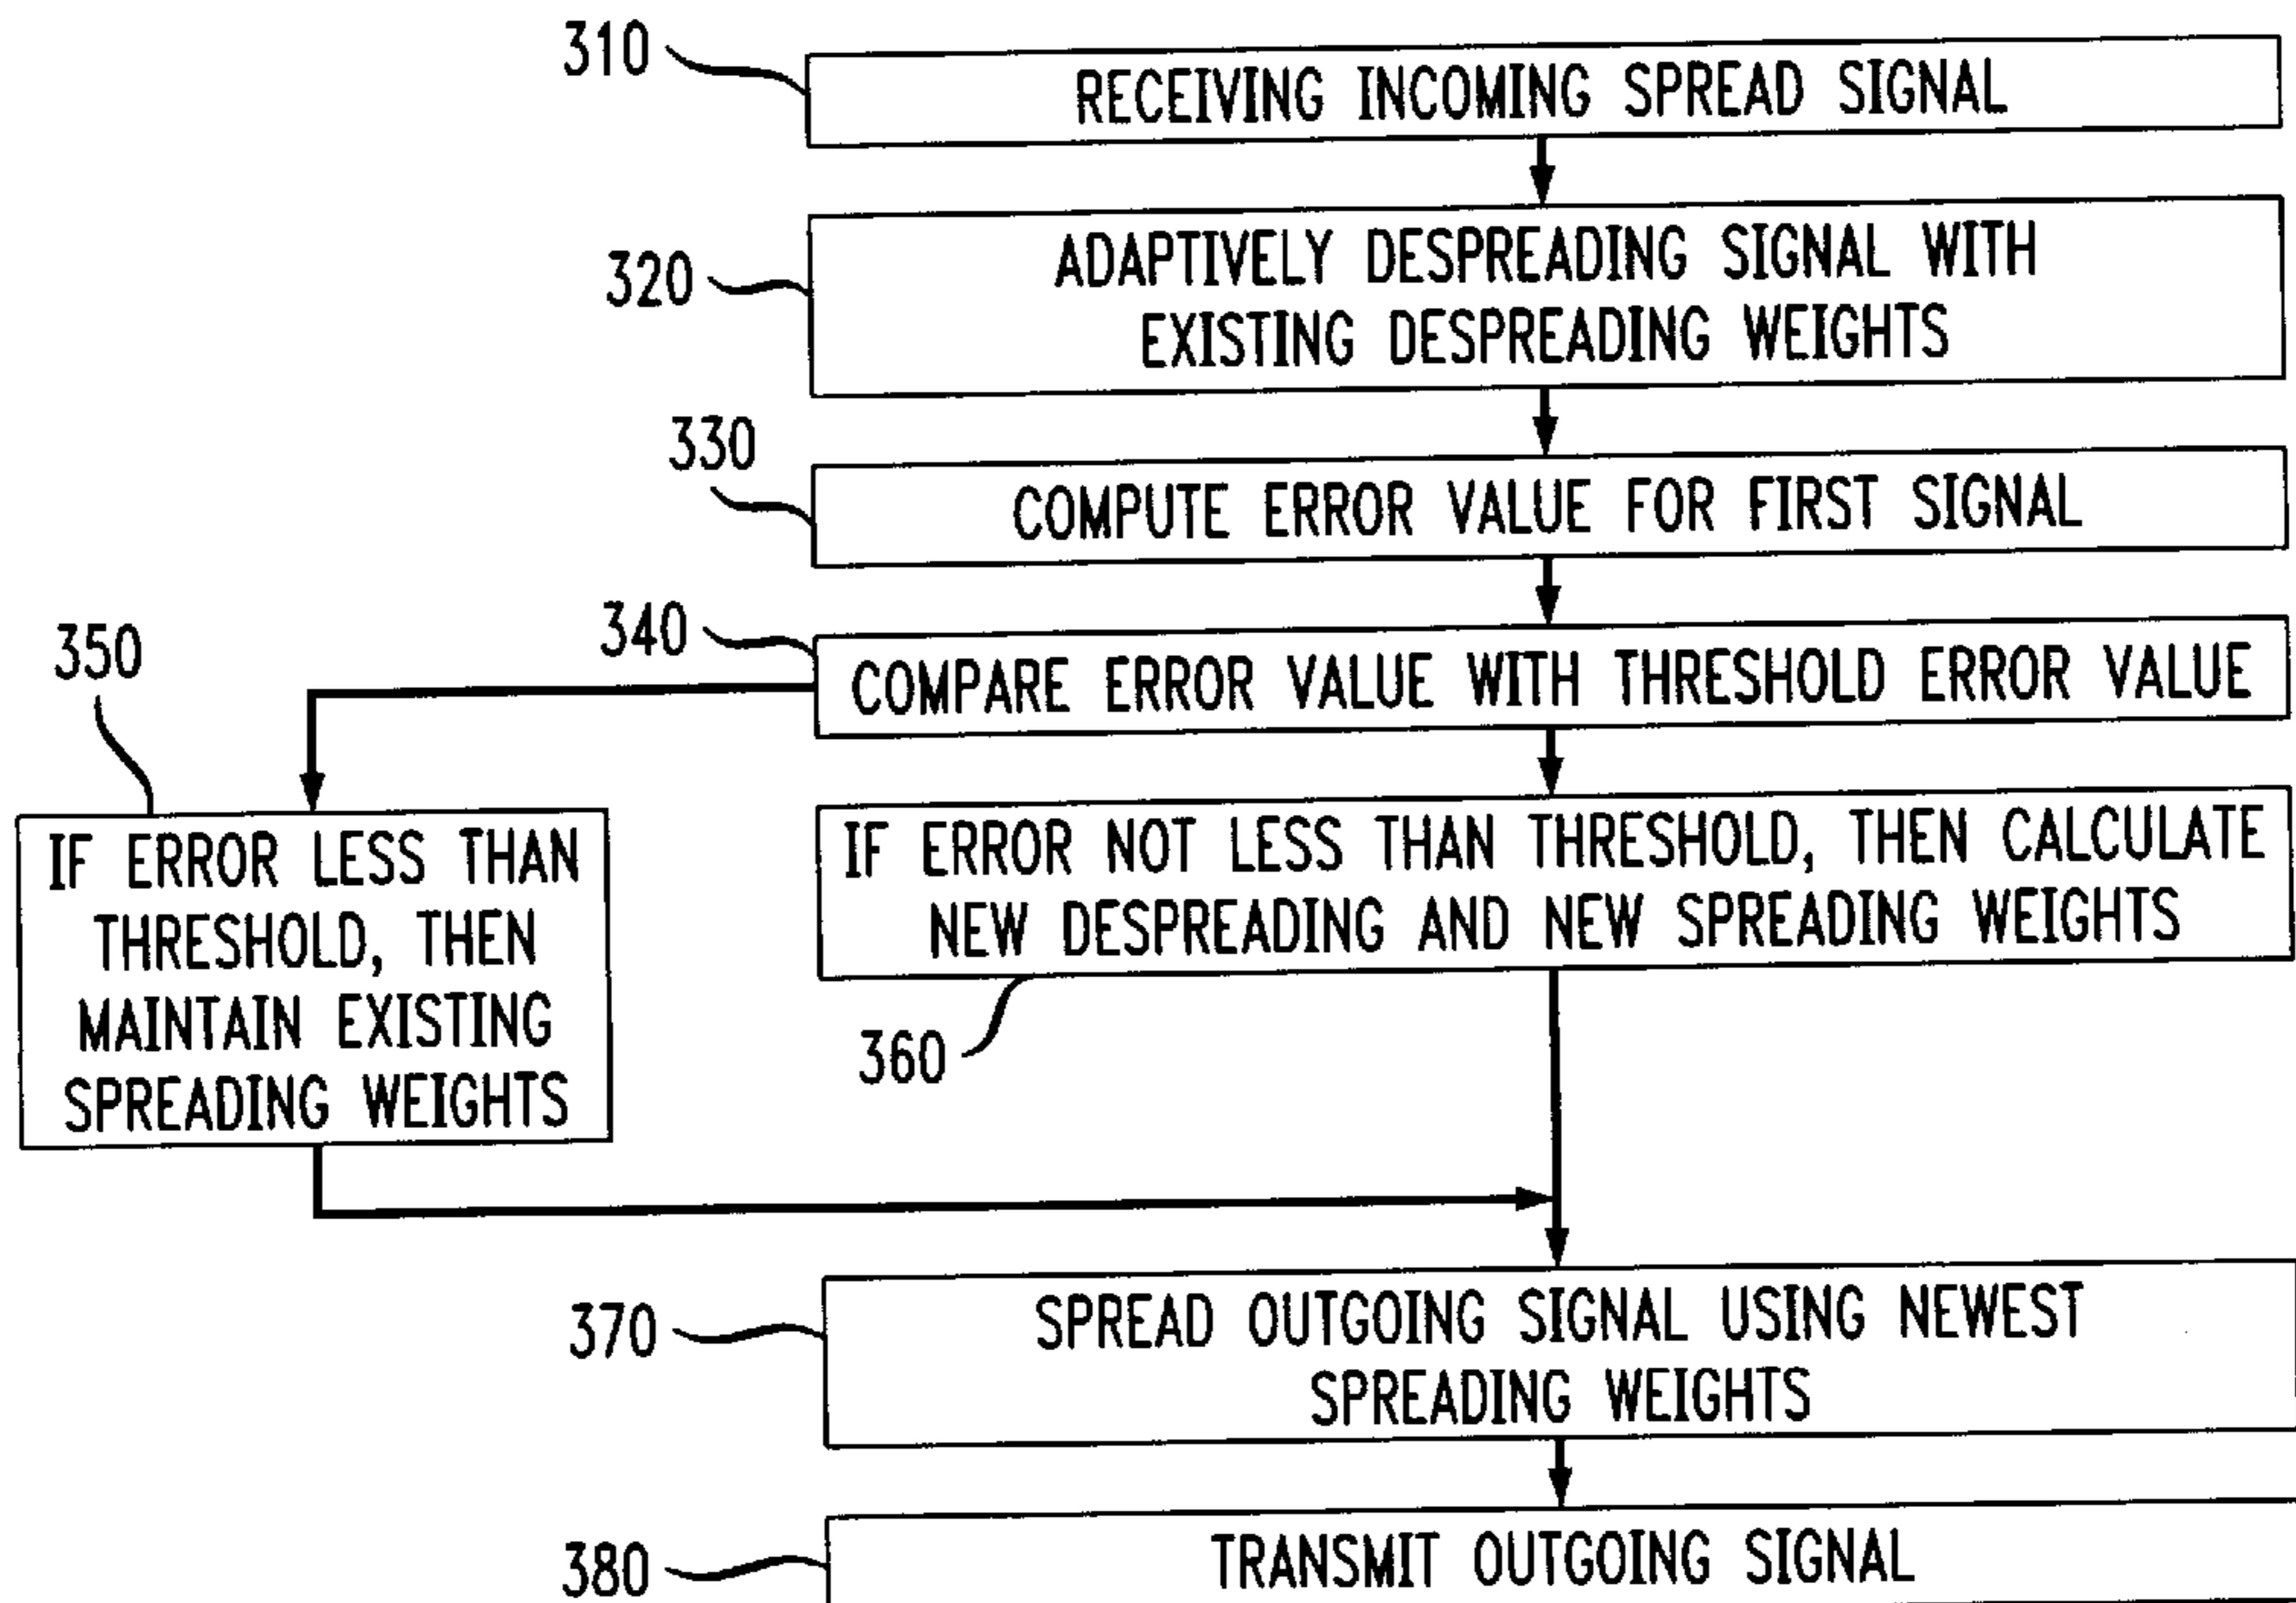 310
RECEIVING INCOMING SPREAD SIGNAL
320
ADAPTIVELY DESPREADING SIGNAL WITH
EXISTING DESPREADING WEIGHTS
330
COMPUTE ERROR VALUE FOR FIRST SIGNAL
340
COMPARE ERROR VALUE WITH THRESHOLD ERROR VALUE
350
IF ERROR LESS THAN
THRESHOLD, THEN
MAINTAIN EXISTING
SPREADING WEIGHTS
IF ERROR NOT LESS THAN THRESHOLD, THEN CALCULATE
NEW DESPREADING AND NEW SPREADING WEIGHTS
360
370
SPREAD OUTGOING SIGNAL USING NEWEST
SPREADING WEIGHTS
380
TRANSMIT OUTGOING SIGNAL